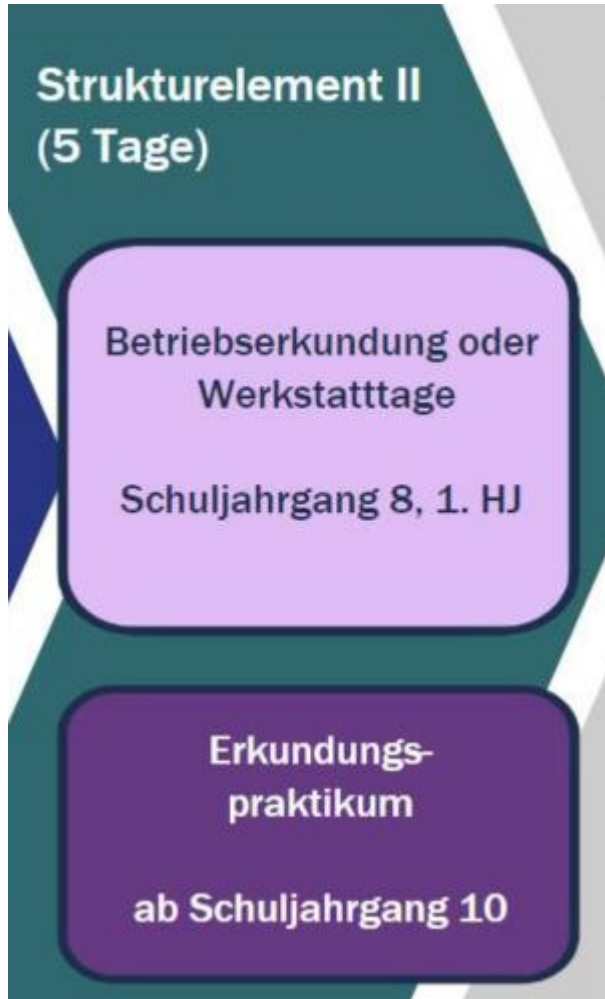 Strukturelement II
(5 Tage)
Betriebserkundung oder
Werkstatttage
Schuljahrgang 8, 1. HJ
Erkundungs-
praktikum
ab Schuljahrgang 10